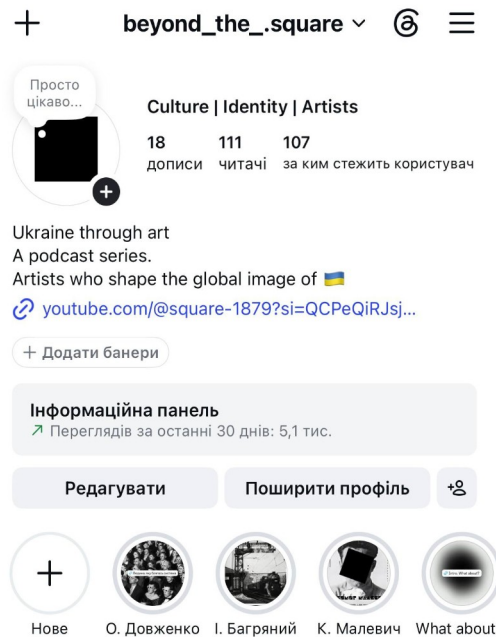 beyond_the_.square
Просто
цікаво...
Culture | Identity | Artists
18 111 107
дописи читачі за ким стежить користувач
Ukraine through art
A podcast series.
Artists who shape the global image of 🇺🇦
youtube.com/@square-1879?si=QCPeQiRJsj...
+ Додати банери
Інформаційна панель
Переглядів за останні 30 днів: 5,1 тис.
Редагувати Поширити профіль
Нове О. Довженко І. Багряний К. Малевич What about